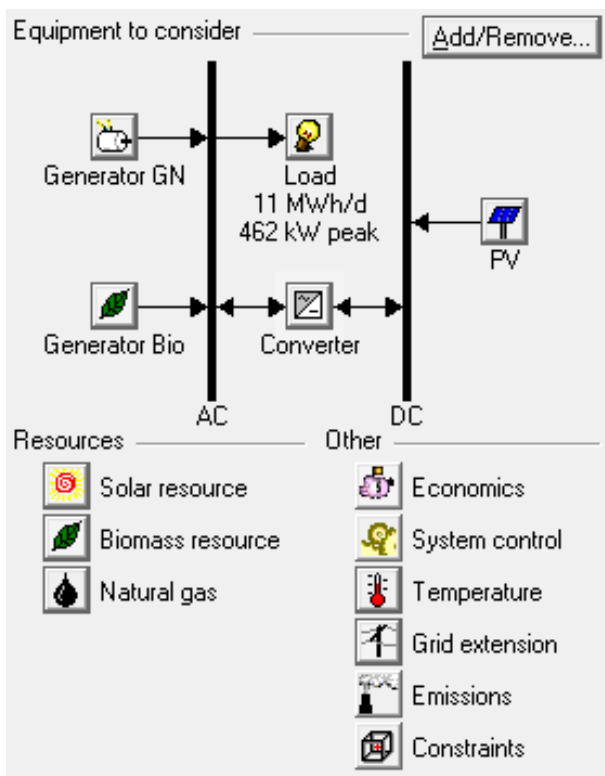 Equipment to consider
Add/Remove...
Generator GN
Load
11 MWh/d
462 kW peak
PV
Generator Bio
Converter
AC
DC
Resources
Other
Solar resource
Economics
Biomass resource
System control
Natural gas
Temperature
Grid extension
Emissions
Constraints